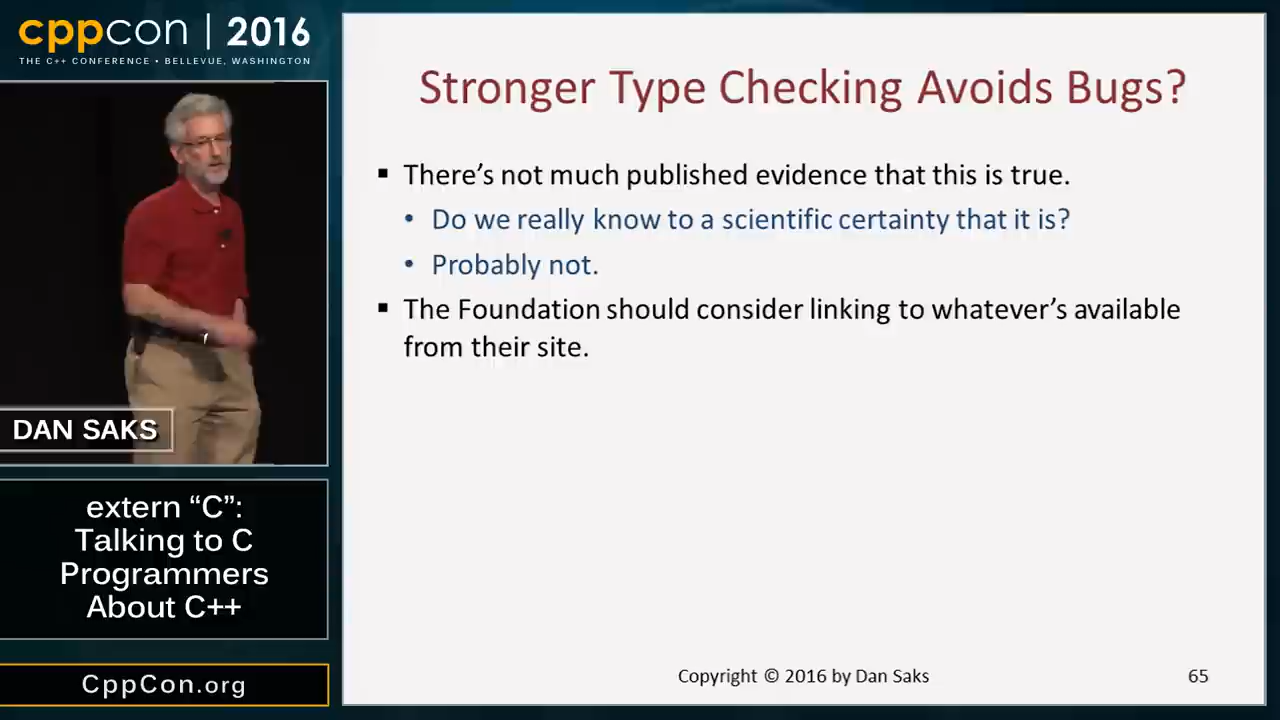 cppcon | 2016
THE C++ CONFERENCE • BELLEVUE, WASHINGTON
DAN SAKS
extern “C”:
Talking to C
Programmers
About C++
CppCon.org
Stronger Type Checking Avoids Bugs?
▪ There’s not much published evidence that this is true.
• Do we really know to a scientific certainty that it is?
• Probably not.
▪ The Foundation should consider linking to whatever’s available
from their site.
Copyright © 2016 by Dan Saks
65